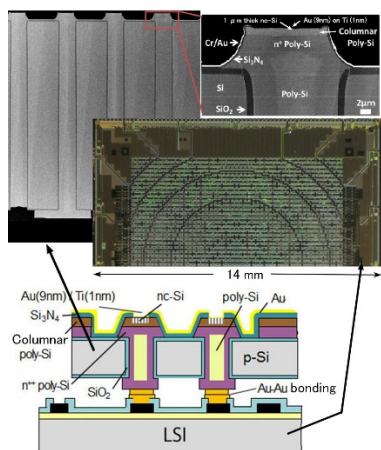 1 μm thick nc-Si
Au (9nm) on Ti (1nm)
Columnar
Poly-Si
n⁺ Poly-Si
Cr/Au
Si₃N₄
Si
Poly-Si
SiO₂
2μm
14 mm
Au(9nm)/Ti(1nm)
nc-Si
poly-Si
Au
Si₃N₄
Columnar
poly-Si
p-Si
n⁺⁺ poly-Si
SiO₂
Au-Au bonding
LSI